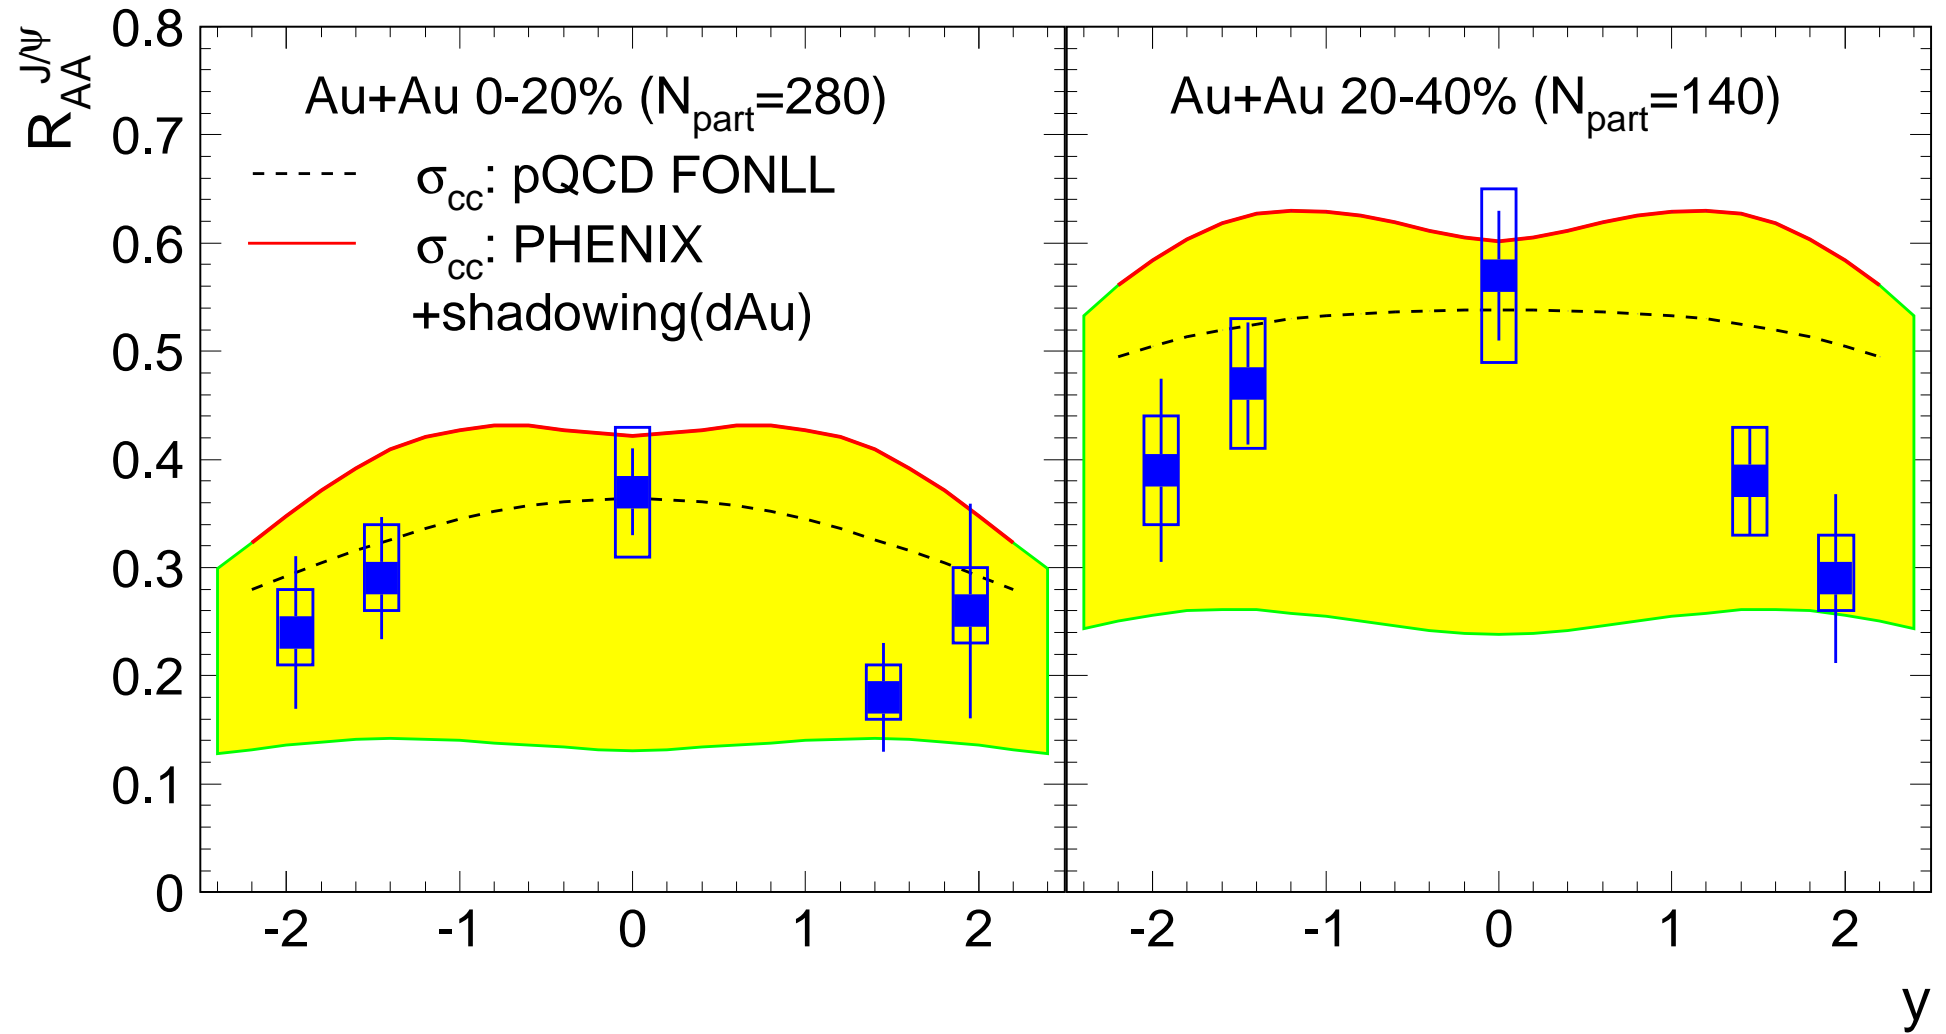 R_AA^J/ψ
0.8
0.7
0.6
0.5
0.4
0.3
0.2
0.1
0
Au+Au 0-20% (N_part=280)
σ_cc: pQCD FONLL
σ_cc: PHENIX
+shadowing(dAu)
Au+Au 20-40% (N_part=140)
-2 -1 0 1 2
-2 -1 0 1 2
y